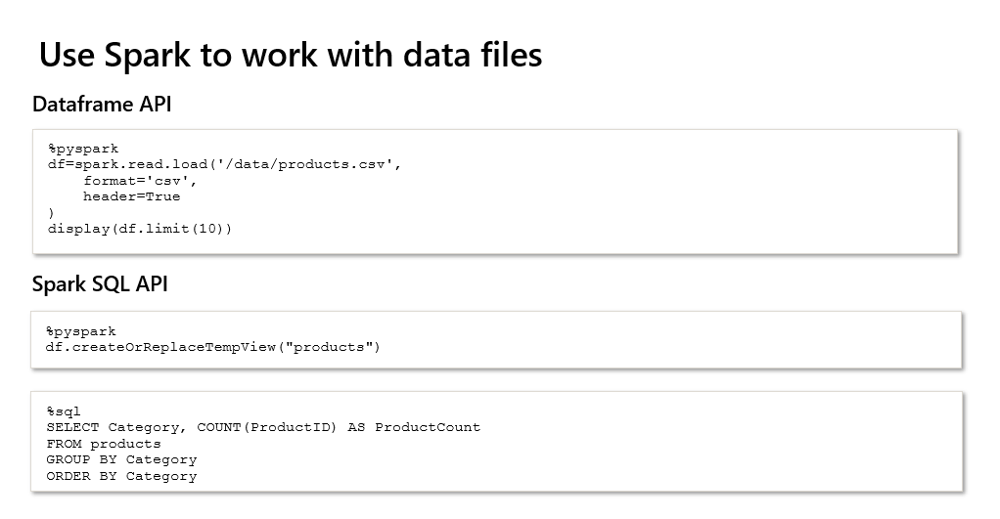 Use Spark to work with data files
Dataframe API
%pyspark
df=spark.read.load('/data/products.csv',
    format='csv',
    header=True
)
display(df.limit(10))
Spark SQL API
%pyspark
df.createOrReplaceTempView("products")
%sql
SELECT Category, COUNT(ProductID) AS ProductCount
FROM products
GROUP BY Category
ORDER BY Category